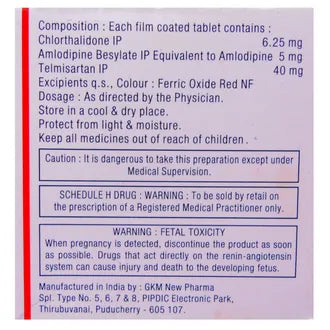 Composition : Each film coated tablet contains :
Chlorthalidone IP 6.25 mg
Amlodipine Besylate IP Equivalent to Amlodipine 5 mg
Telmisartan IP 40 mg
Excipients q.s., Colour : Ferric Oxide Red NF
Dosage : As directed by the Physician.
Store in a cool & dry place.
Protect from light & moisture.
Keep all medicines out of reach of children.
Caution : It is dangerous to take this preparation except under
Medical Supervision.
SCHEDULE H DRUG : WARNING : To be sold by retail on
the prescription of a Registered Medical Practitioner only.
WARNING : FETAL TOXICITY
When pregnancy is detected, discontinue the product as soon
as possible. Drugs that act directly on the renin-angiotensin
system can cause injury and death to the developing fetus.
Manufactured in India by : GKM New Pharma
Spl. Type No. 5, 6, 7 & 8, PIPDIC Electronic Park,
Thirubuvanai, Puducherry - 605 107.